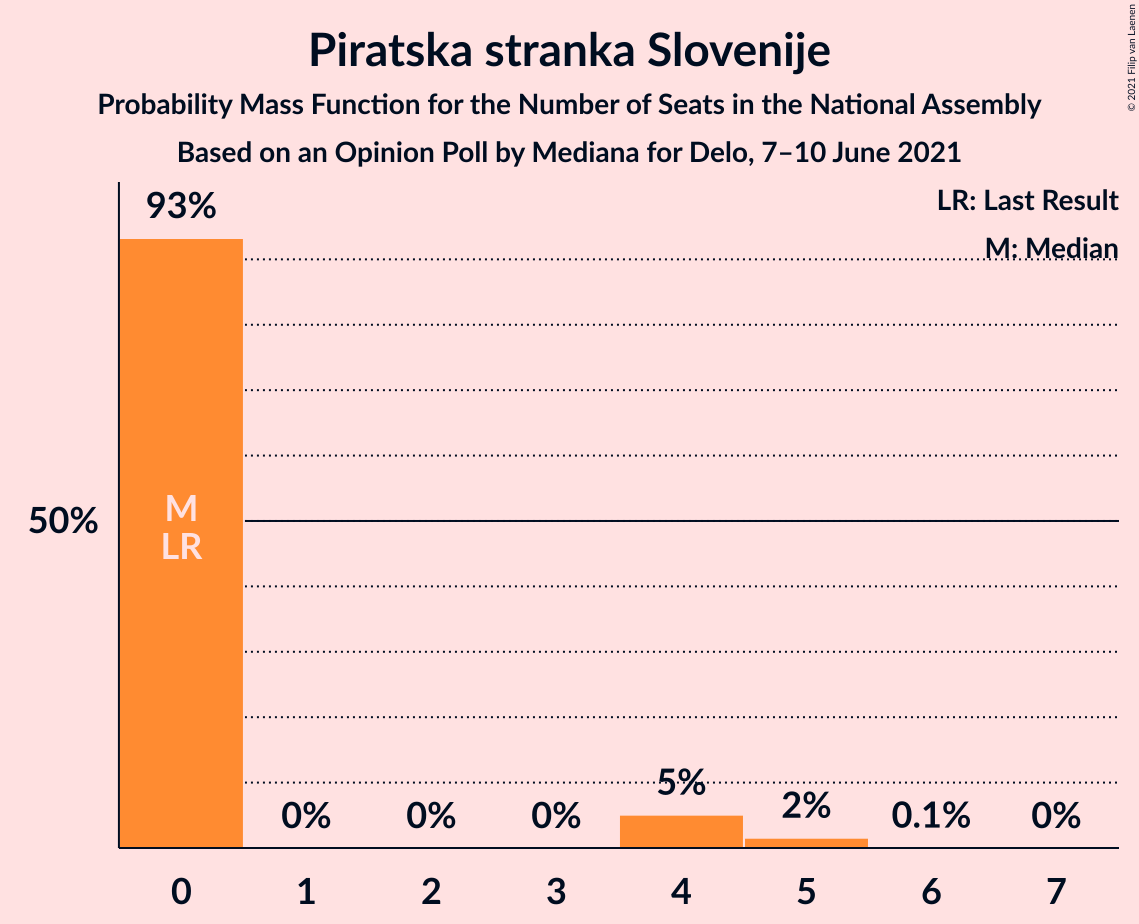 Piratska stranka Slovenije
Probability Mass Function for the Number of Seats in the National Assembly
Based on an Opinion Poll by Mediana for Delo, 7–10 June 2021
© 2021 Filip van Laenen
LR: Last Result
M: Median
93%
50%
M
LR
0%
0%
0%
5%
2%
0.1%
0%
0 1 2 3 4 5 6 7